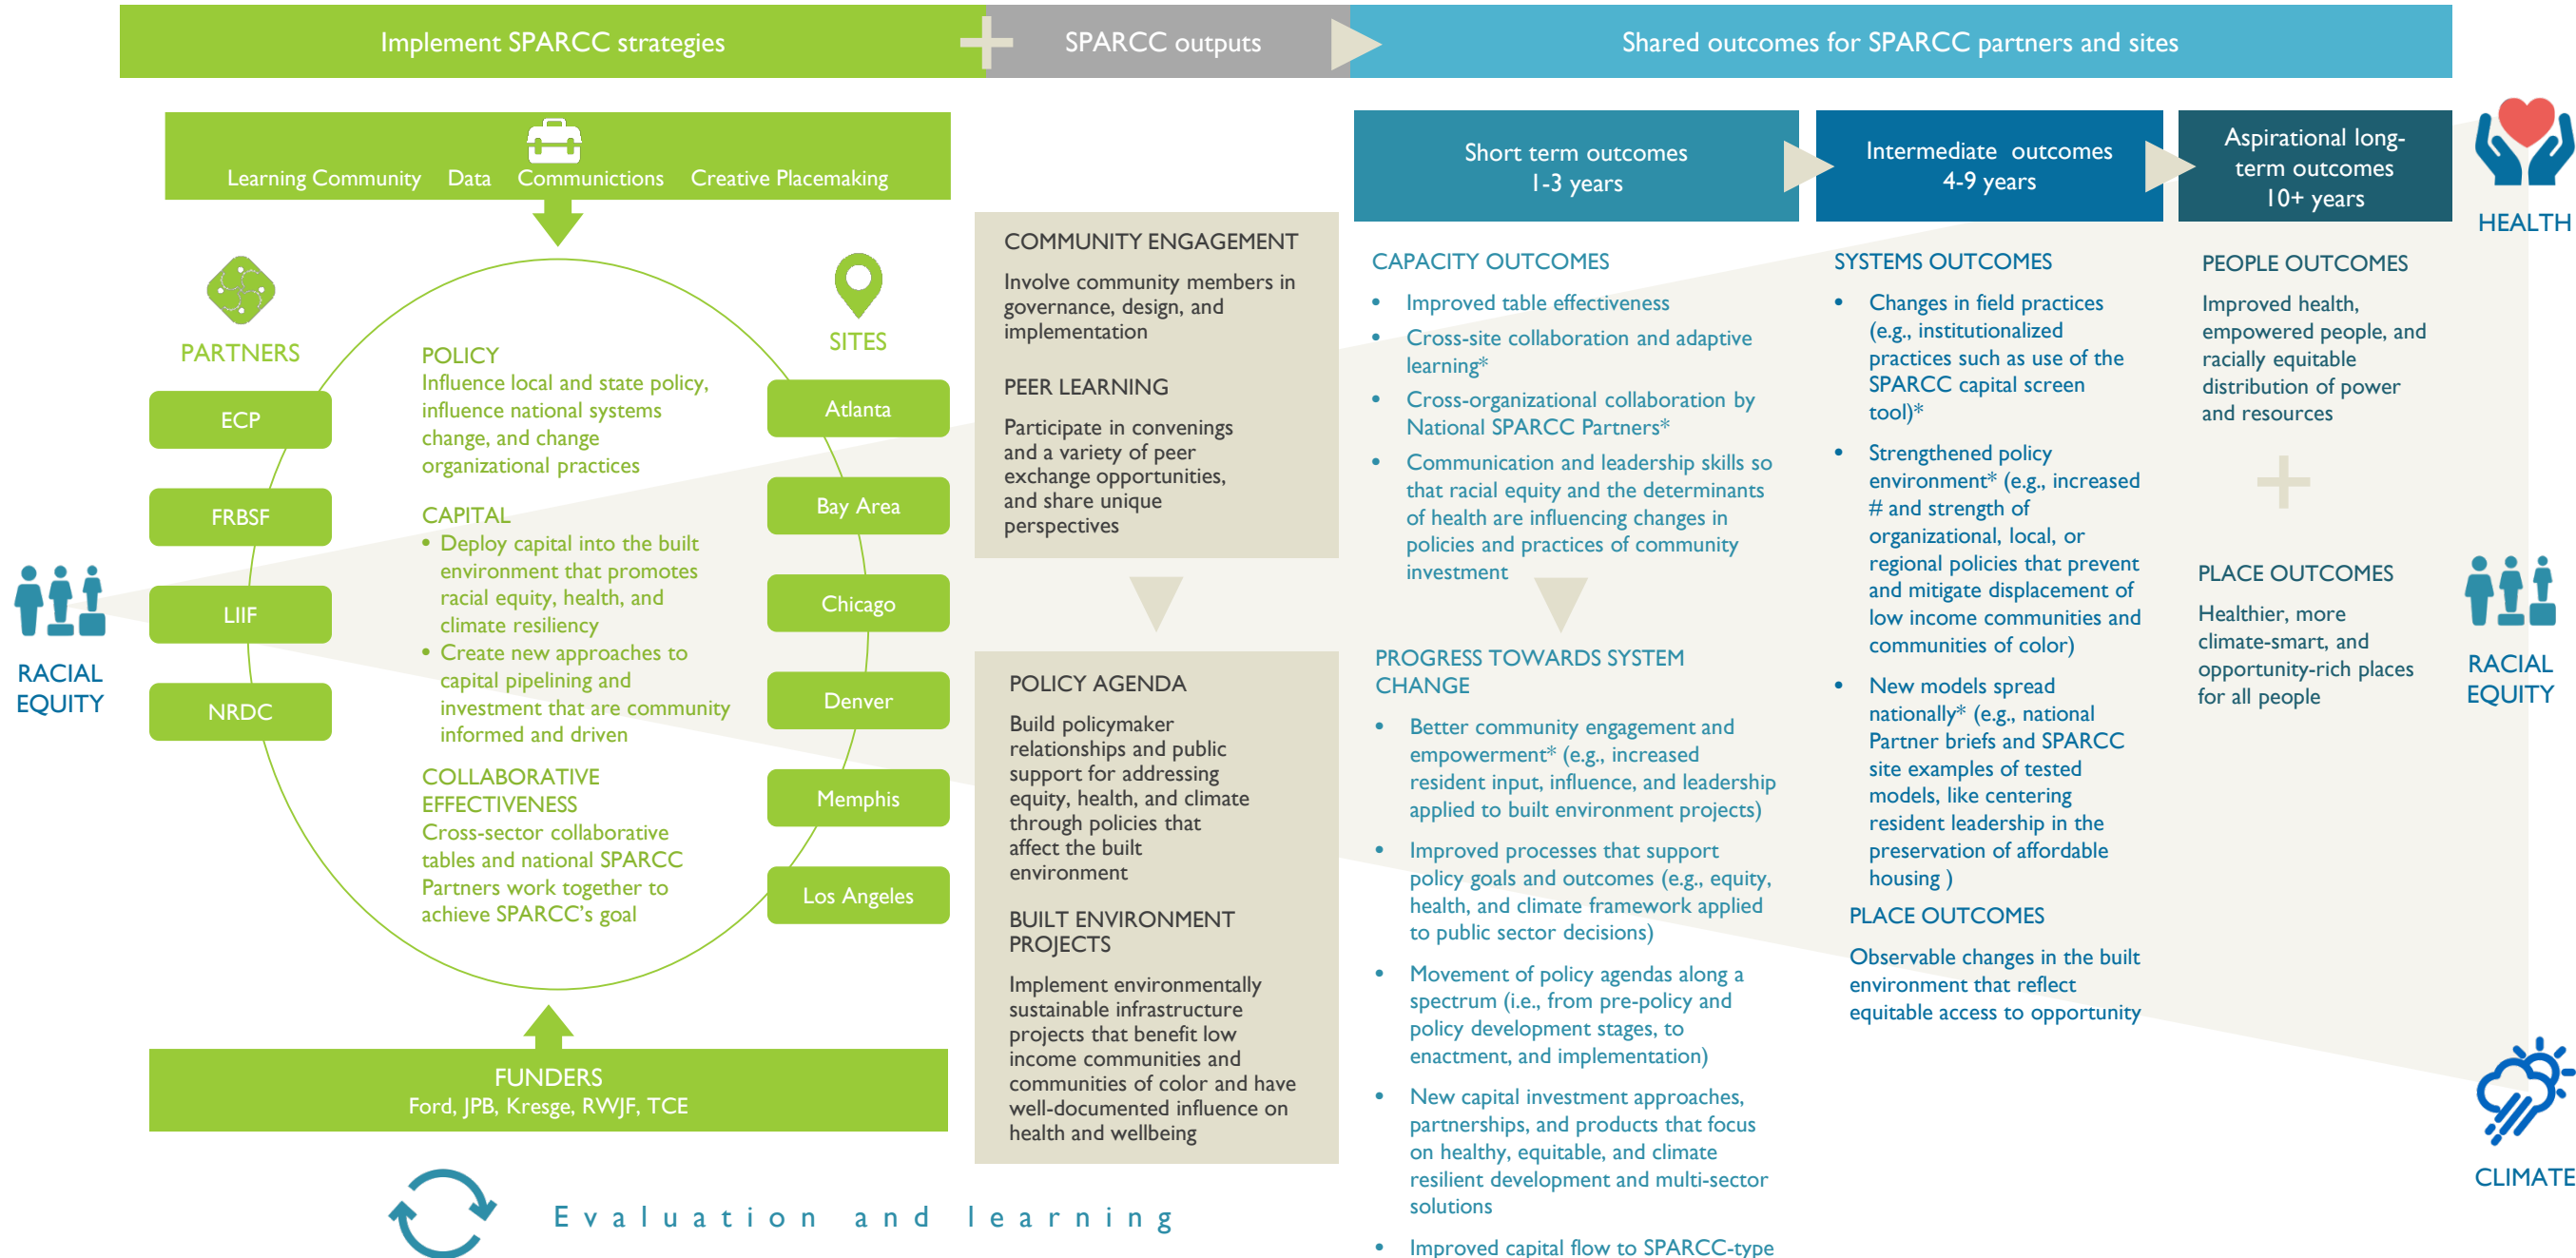 Implement SPARCC strategies
SPARCC outputs
Shared outcomes for SPARCC partners and sites
Learning Community Data Communictions Creative Placemaking
PARTNERS
ECP
FRBSF
LIIF
NRDC
RACIAL
EQUITY
POLICY
Influence local and state policy,
influence national systems
change, and change
organizational practices
CAPITAL
• Deploy capital into the built
environment that promotes
racial equity, health, and
climate resiliency
• Create new approaches to
capital pipelining and
investment that are community
informed and driven
COLLABORATIVE
EFFECTIVENESS
Cross-sector collaborative
tables and national SPARCC
Partners work together to
achieve SPARCC's goal
SITES
Atlanta
Bay Area
Chicago
Denver
Memphis
Los Angeles
FUNDERS
Ford, JPB, Kresge, RWJF, TCE
Evaluation and learning
COMMUNITY ENGAGEMENT
Involve community members in
governance, design, and
implementation
PEER LEARNING
Participate in convenings
and a variety of peer
exchange opportunities,
and share unique
perspectives
POLICY AGENDA
Build policymaker
relationships and public
support for addressing
equity, health, and climate
through policies that
affect the built
environment
BUILT ENVIRONMENT
PROJECTS
Implement environmentally
sustainable infrastructure
projects that benefit low
income communities and
communities of color and have
well-documented influence on
health and wellbeing
Short term outcomes
1-3 years
CAPACITY OUTCOMES
• Improved table effectiveness
• Cross-site collaboration and adaptive
learning*
• Cross-organizational collaboration by
National SPARCC Partners*
• Communication and leadership skills so
that racial equity and the determinants
of health are influencing changes in
policies and practices of community
investment
PROGRESS TOWARDS SYSTEM
CHANGE
• Better community engagement and
empowerment* (e.g., increased
resident input, influence, and leadership
applied to built environment projects)
• Improved processes that support
policy goals and outcomes (e.g., equity,
health, and climate framework applied
to public sector decisions)
• Movement of policy agendas along a
spectrum (i.e., from pre-policy and
policy development stages, to
enactment, and implementation)
• New capital investment approaches,
partnerships, and products that focus
on healthy, equitable, and climate
resilient development and multi-sector
solutions
• Improved capital flow to SPARCC-type
Intermediate outcomes
4-9 years
SYSTEMS OUTCOMES
• Changes in field practices
(e.g., institutionalized
practices such as use of the
SPARCC capital screen
tool)*
• Strengthened policy
environment* (e.g., increased
# and strength of
organizational, local, or
regional policies that prevent
and mitigate displacement of
low income communities and
communities of color)
• New models spread
nationally* (e.g., national
Partner briefs and SPARCC
site examples of tested
models, like centering
resident leadership in the
preservation of affordable
housing )
PLACE OUTCOMES
Observable changes in the built
environment that reflect
equitable access to opportunity
Aspirational long-
term outcomes
10+ years
PEOPLE OUTCOMES
Improved health,
empowered people, and
racially equitable
distribution of power
and resources
PLACE OUTCOMES
Healthier, more
climate-smart, and
opportunity-rich places
for all people
HEALTH
RACIAL
EQUITY
CLIMATE